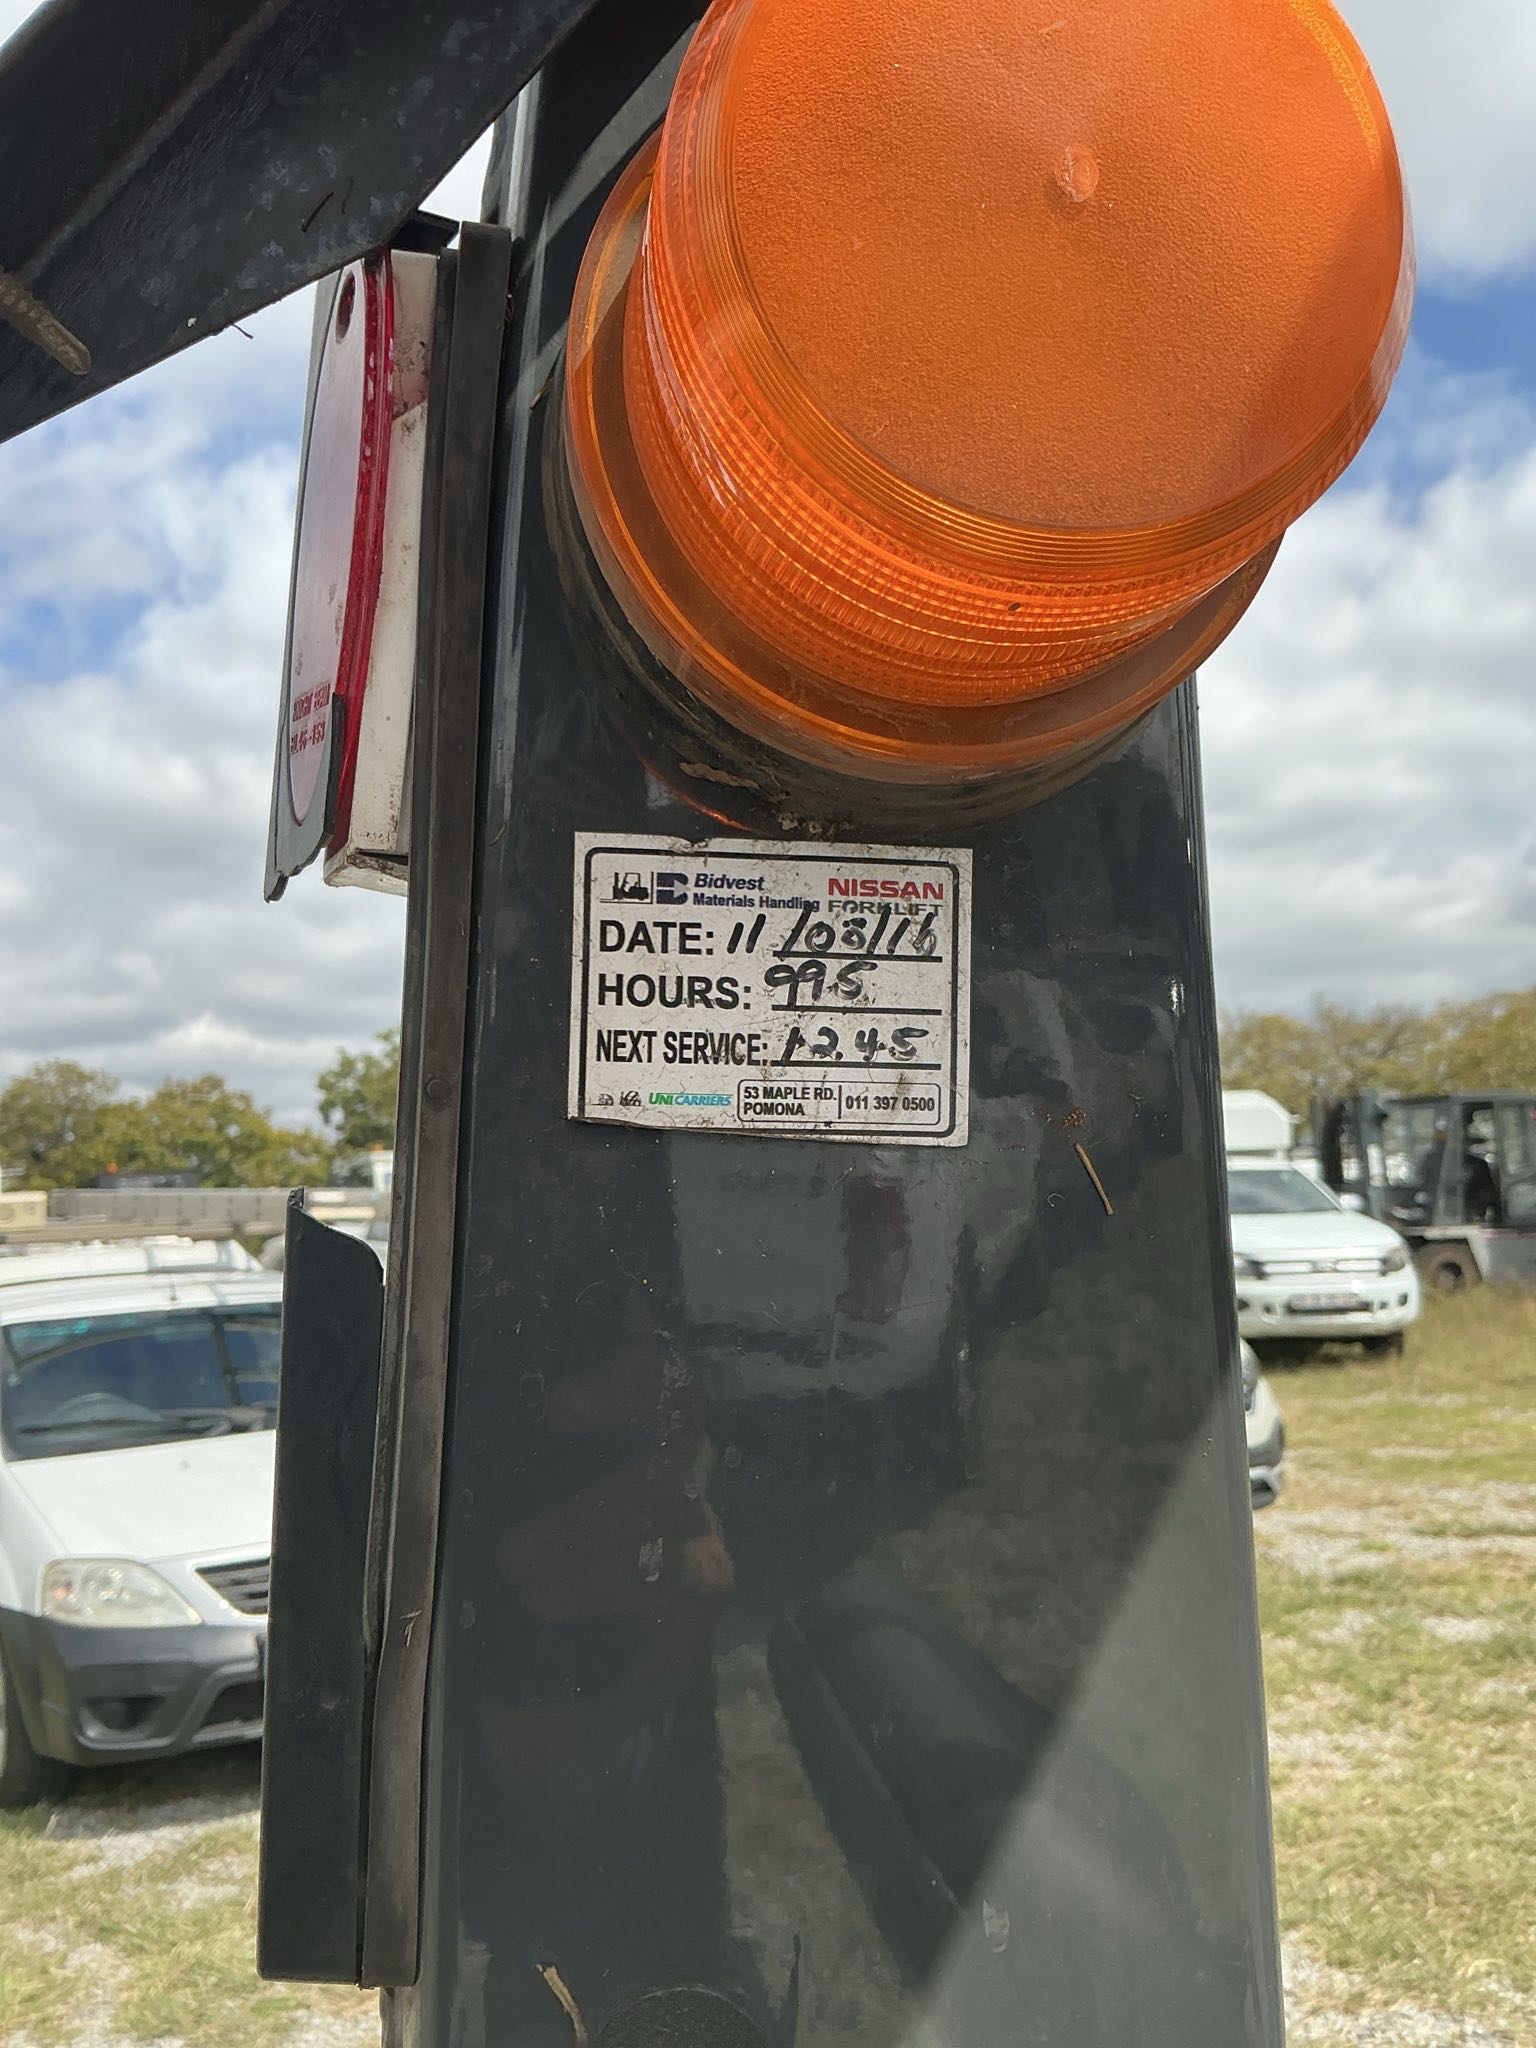 Bidvest
Materials Handling
NISSAN
FORKLIFT
DATE: 11/08/16
HOURS: 995
NEXT SERVICE: 1245
UNICARRIERS
53 MAPLE RD.
POMONA
011 397 0500